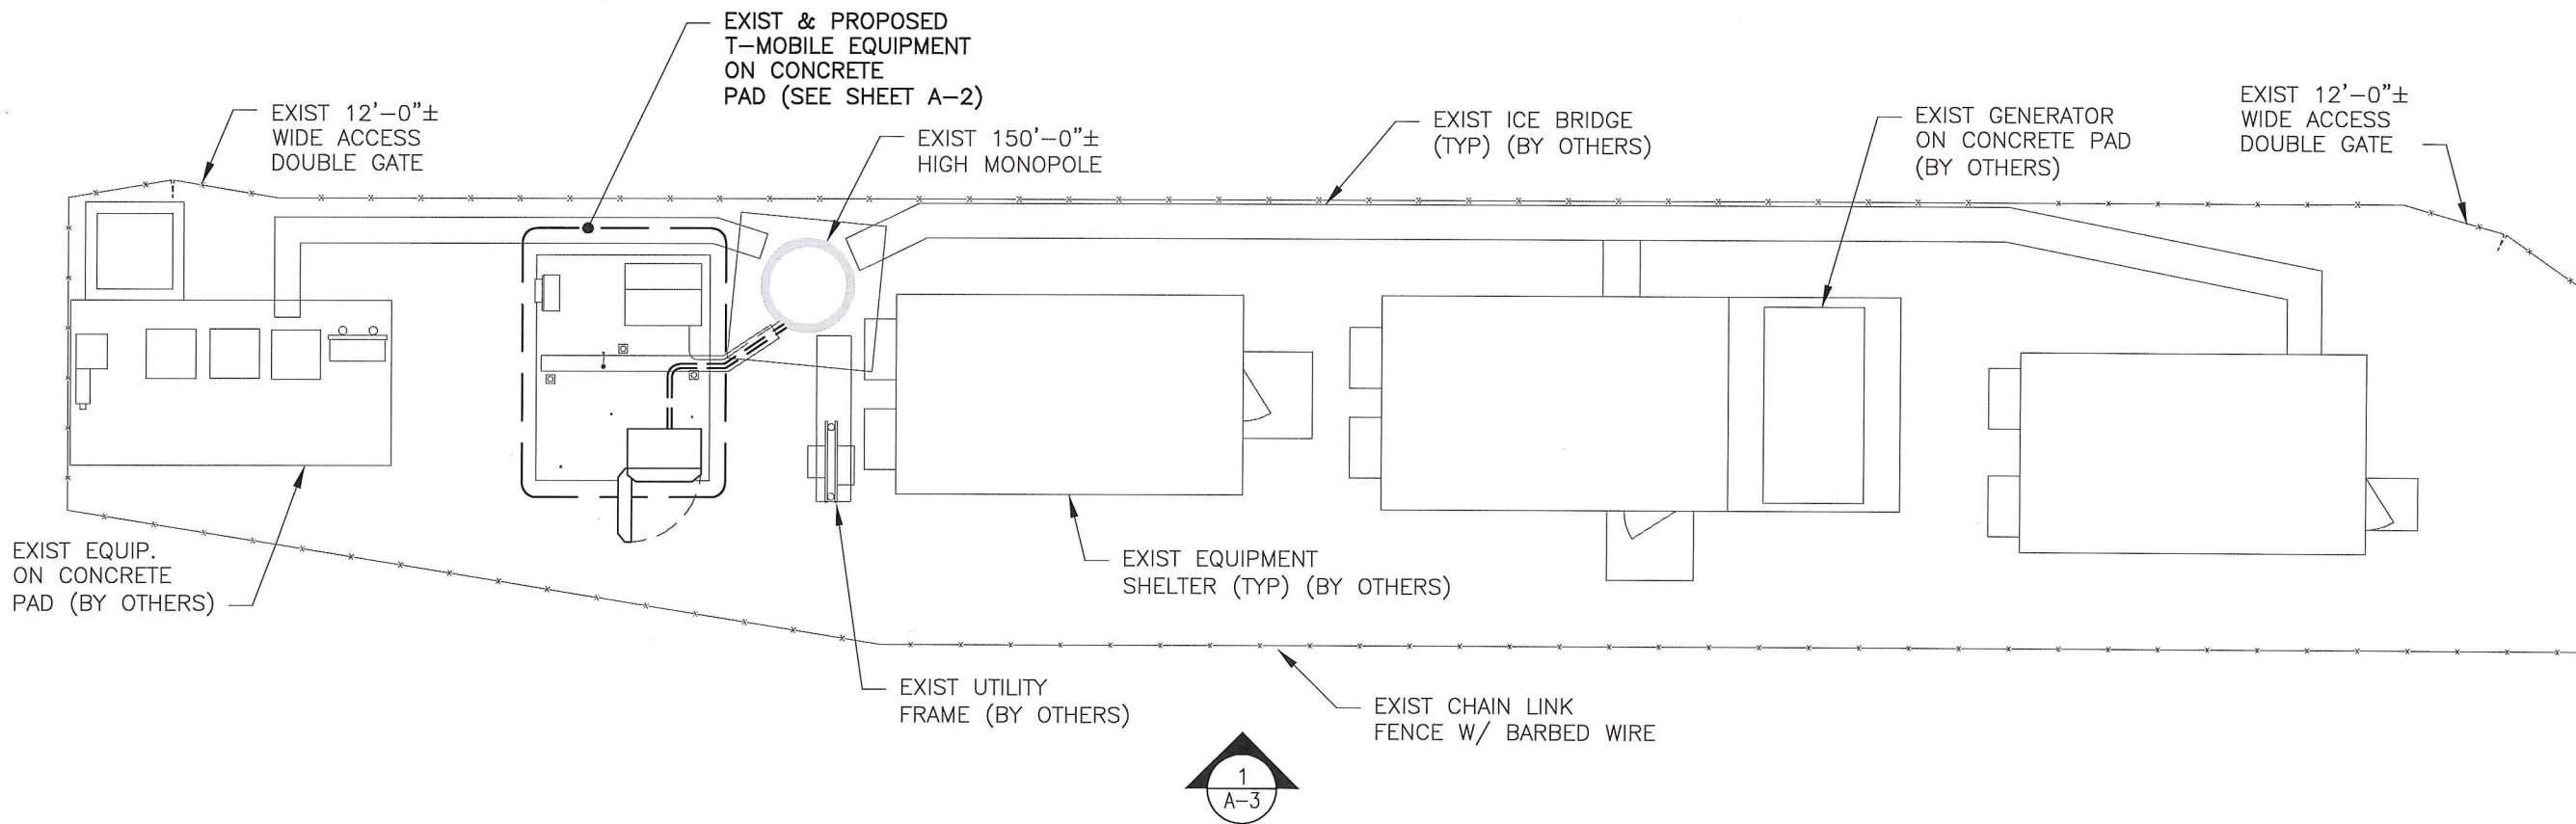 EXIST & PROPOSED
T-MOBILE EQUIPMENT
ON CONCRETE
PAD (SEE SHEET A-2)
EXIST 12'-0"±
WIDE ACCESS
DOUBLE GATE
EXIST 150'-0"±
HIGH MONOPOLE
EXIST ICE BRIDGE
(TYP) (BY OTHERS)
EXIST GENERATOR
ON CONCRETE PAD
(BY OTHERS)
EXIST 12'-0"±
WIDE ACCESS
DOUBLE GATE
EXIST EQUIP.
ON CONCRETE
PAD (BY OTHERS)
EXIST EQUIPMENT
SHELTER (TYP) (BY OTHERS)
EXIST UTILITY
FRAME (BY OTHERS)
EXIST CHAIN LINK
FENCE W/ BARBED WIRE
1
A-3